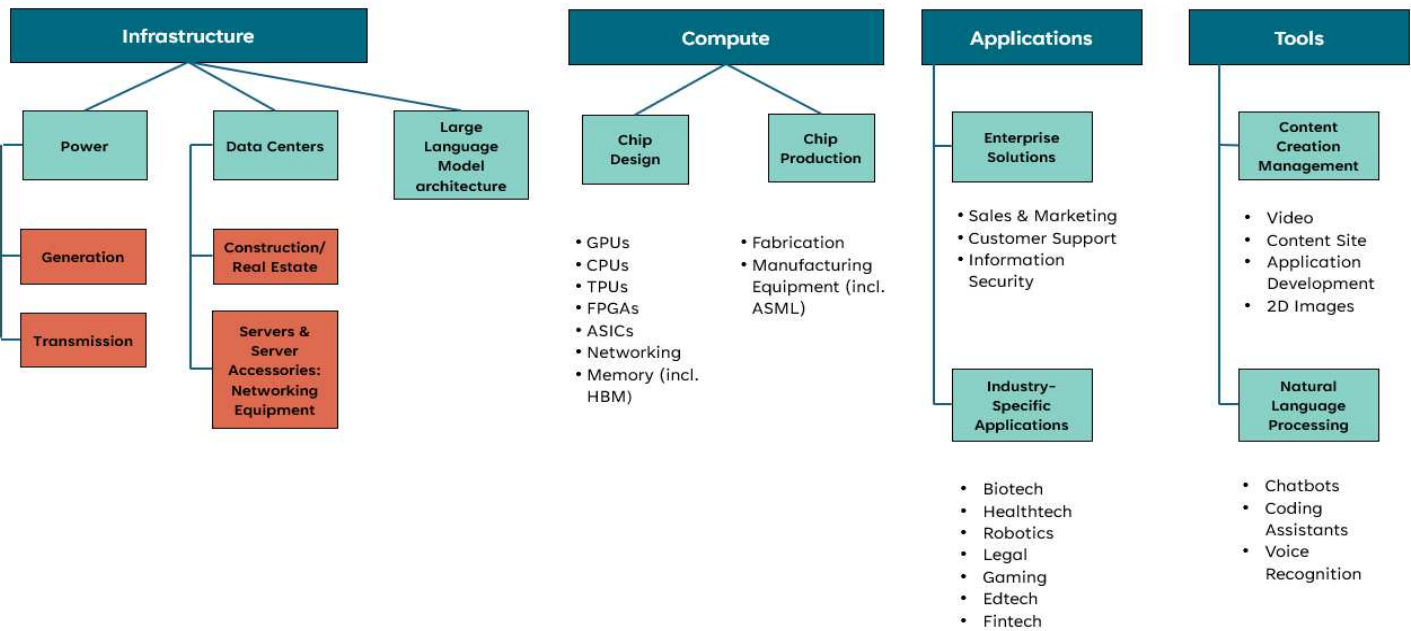 Infrastructure
Power
Data Centers
Large
Language
Model
architecture
Generation
Transmission
Construction/
Real Estate
Servers &
Server
Accessories:
Networking
Equipment
Compute
Chip
Design
• GPUs
• CPUs
• TPUs
• FPGAs
• ASICs
• Networking
• Memory (incl.
HBM)
Chip
Production
• Fabrication
• Manufacturing
Equipment (incl.
ASML)
Applications
Enterprise
Solutions
• Sales & Marketing
• Customer Support
• Information
Security
Industry-
Specific
Applications
• Biotech
• Healthtech
• Robotics
• Legal
• Gaming
• Edtech
• Fintech
Tools
Content
Creation
Management
• Video
• Content Site
• Application
Development
• 2D Images
Natural
Language
Processing
• Chatbots
• Coding
Assistants
• Voice
Recognition